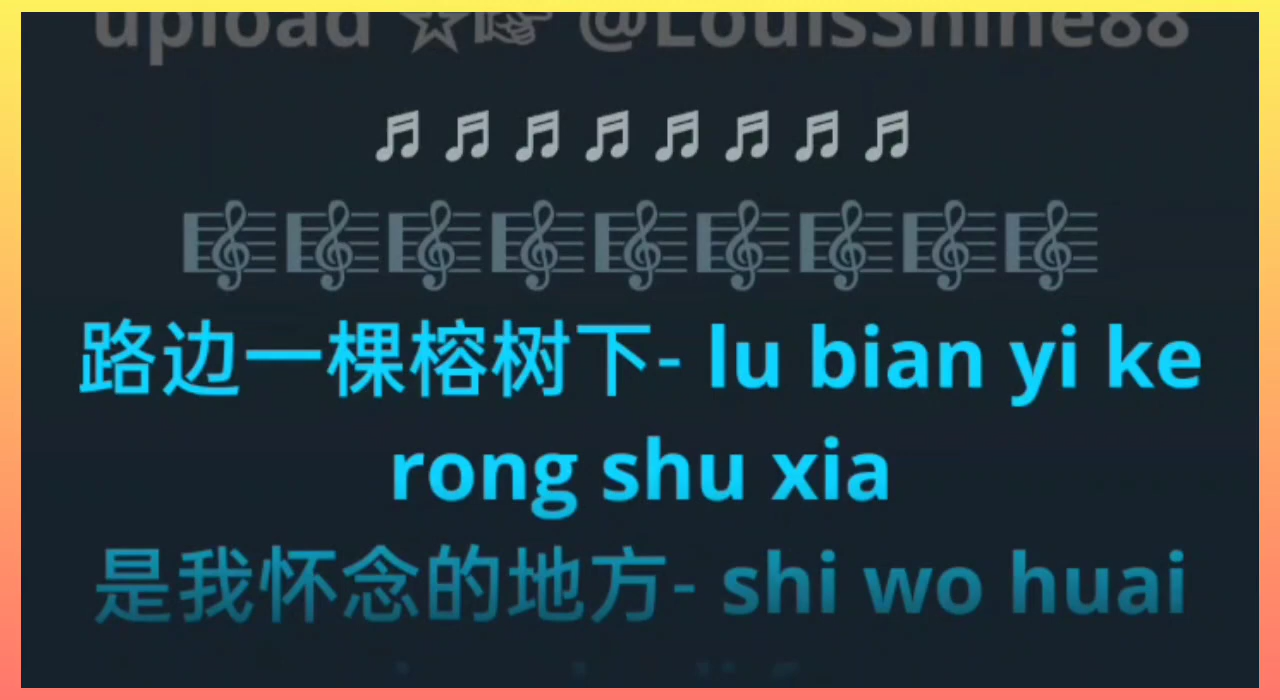 upload ☆☞ @LouisShine88
♬ ♬ ♬ ♬ ♬ ♬ ♬ ♬
🎼🎼🎼🎼🎼🎼🎼🎼🎼
路边一棵榕树下- lu bian yi ke
rong shu xia
是我怀念的地方- shi wo huai